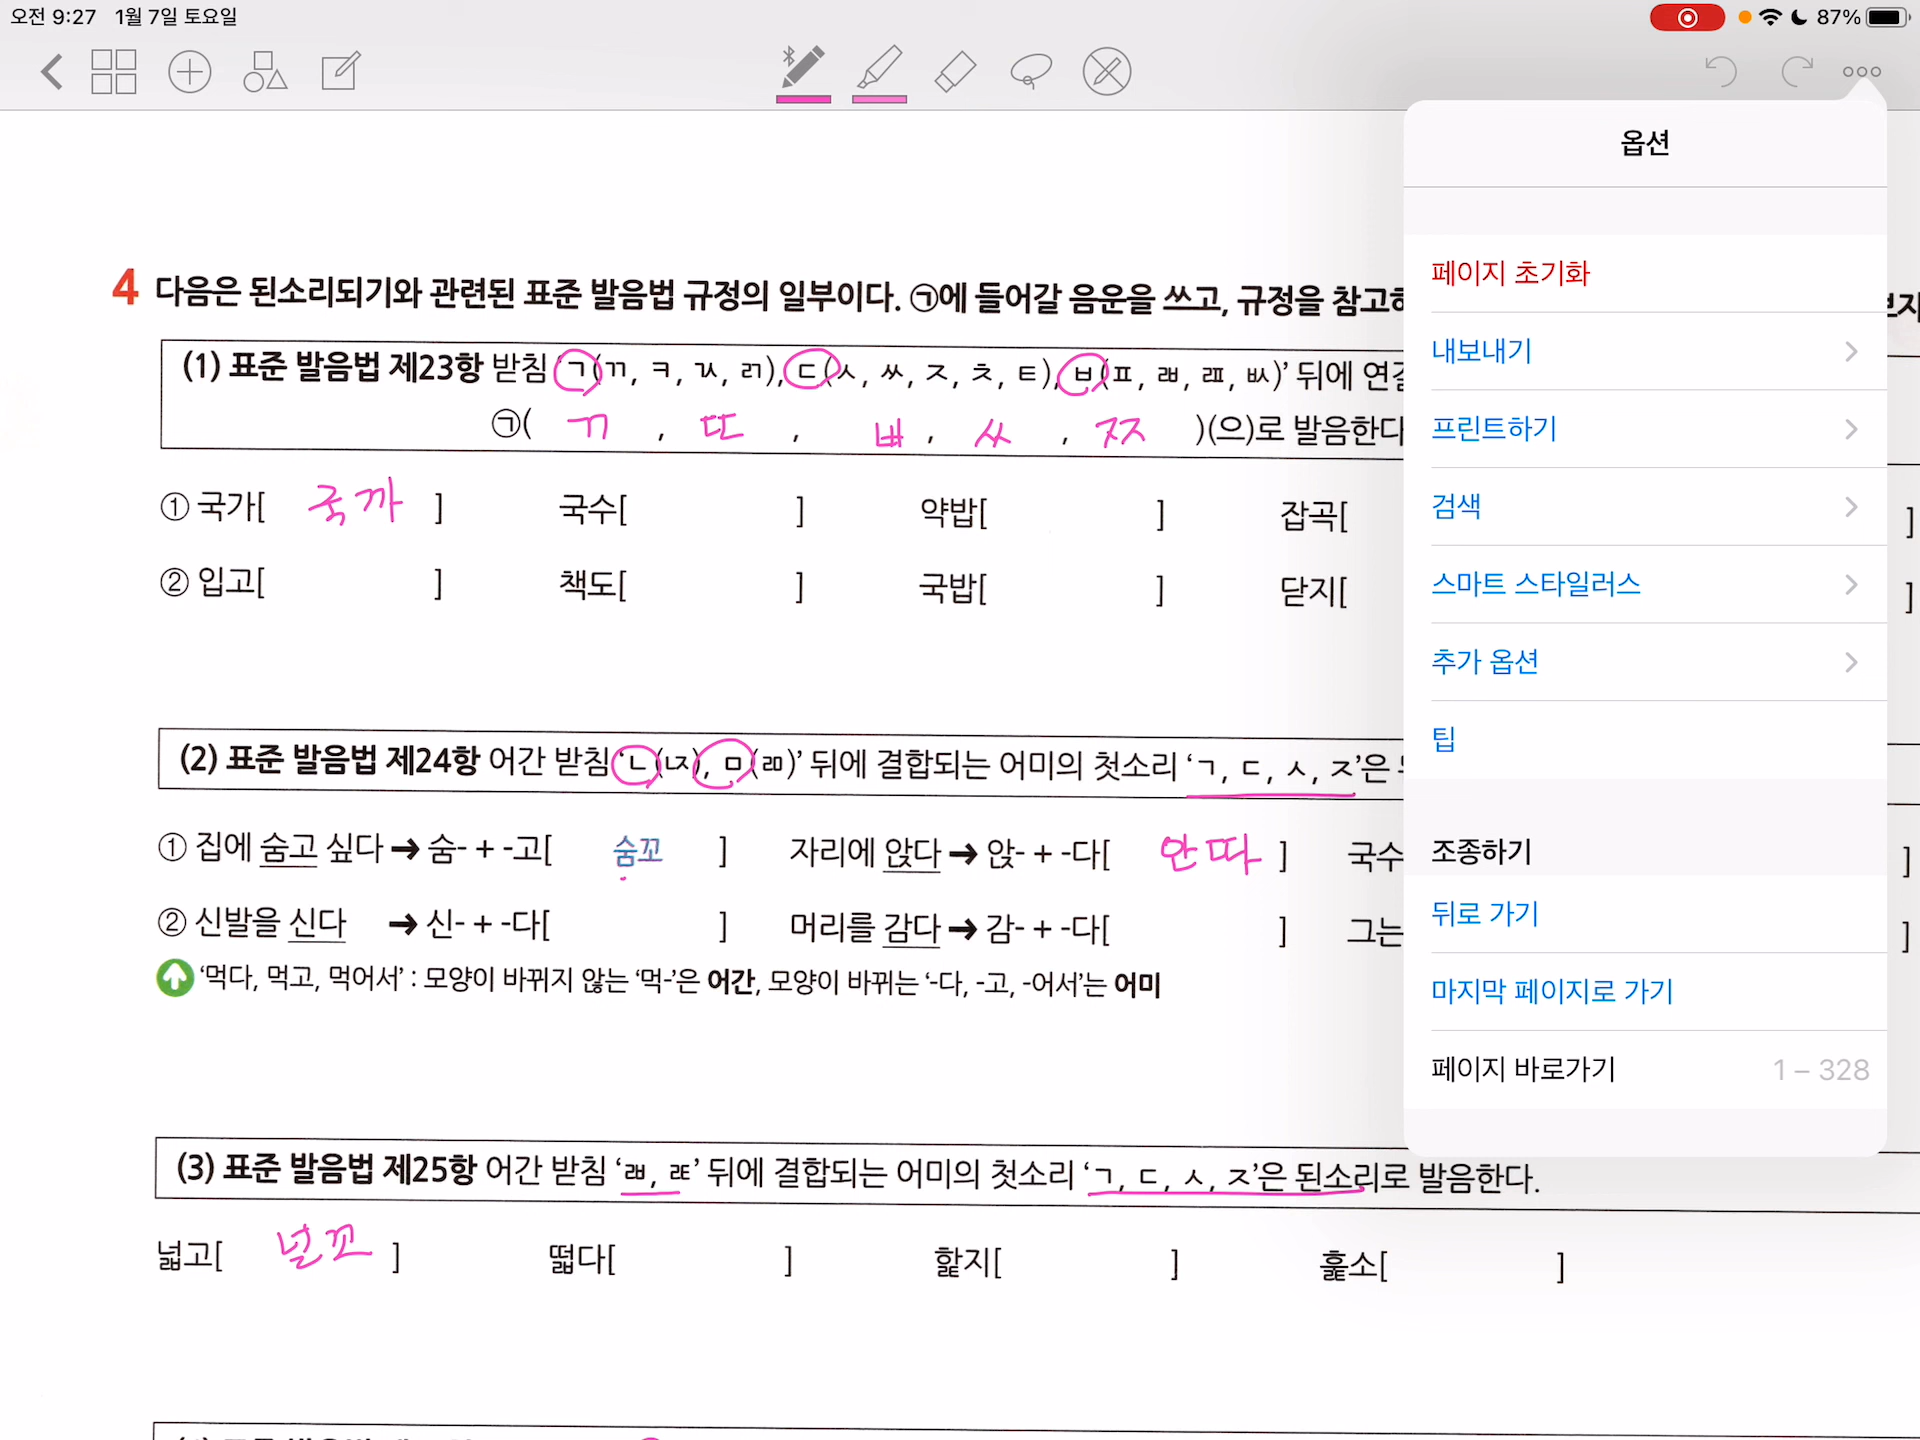 오전 9:27 1월 7일 토요일
87%
옵션
페이지 초기화
내보내기
프린트하기
검색
스마트 스타일러스
추가 옵션
팁
조종하기
뒤로 가기
마지막 페이지로 가기
페이지 바로가기 1 – 328
4 다음은 된소리되기와 관련된 표준 발음법 규정의 일부이다. ㉠에 들어갈 음운을 쓰고, 규정을 참고하
(1) 표준 발음법 제23항 받침 ‘ㄱ(ㄲ, ㅋ, ㄳ, ㄺ), ㄷ(ㅅ, ㅆ, ㅈ, ㅊ, ㅌ), ㅂ(ㅍ, ㄼ, ㄿ, ㅄ)’ 뒤에 연결
㉠( ㄲ , ㄸ , ㅃ , ㅆ , ㅉ )(으)로 발음한다
① 국가[ 국까 ] 국수[ ] 약밥[ ] 잡곡[ ]
② 입고[ ] 책도[ ] 국밥[ ] 닫지[ ]
(2) 표준 발음법 제24항 어간 받침 ‘ㄴ(ㄵ), ㅁ(ㄻ)’ 뒤에 결합되는 어미의 첫소리 ‘ㄱ, ㄷ, ㅅ, ㅈ’은
① 집에 숨고 싶다 ➔ 숨- + -고[ 숨꼬 ] 자리에 앉다 ➔ 앉- + -다[ 안따 ] 국수 ]
② 신발을 신다 ➔ 신- + -다[ ] 머리를 감다 ➔ 감- + -다[ ] 그는 ]
‘먹다, 먹고, 먹어서’ : 모양이 바뀌지 않는 ‘먹-’은 어간, 모양이 바뀌는 ‘-다, -고, -어서’는 어미
(3) 표준 발음법 제25항 어간 받침 ‘ㄼ, ㄾ’ 뒤에 결합되는 어미의 첫소리 ‘ㄱ, ㄷ, ㅅ, ㅈ’은 된소리로 발음한다.
넓고[ 널꼬 ] 떫다[ ] 핥지[ ] 훑소[ ]